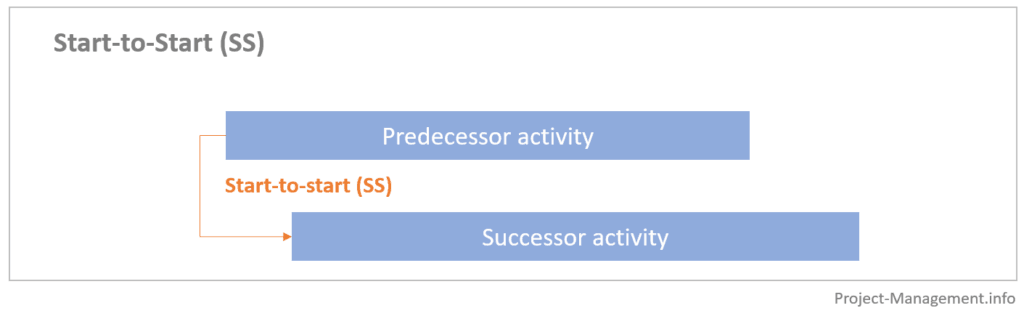 Start-to-Start (SS)
Predecessor activity
Start-to-start (SS)
Successor activity
Project-Management.info